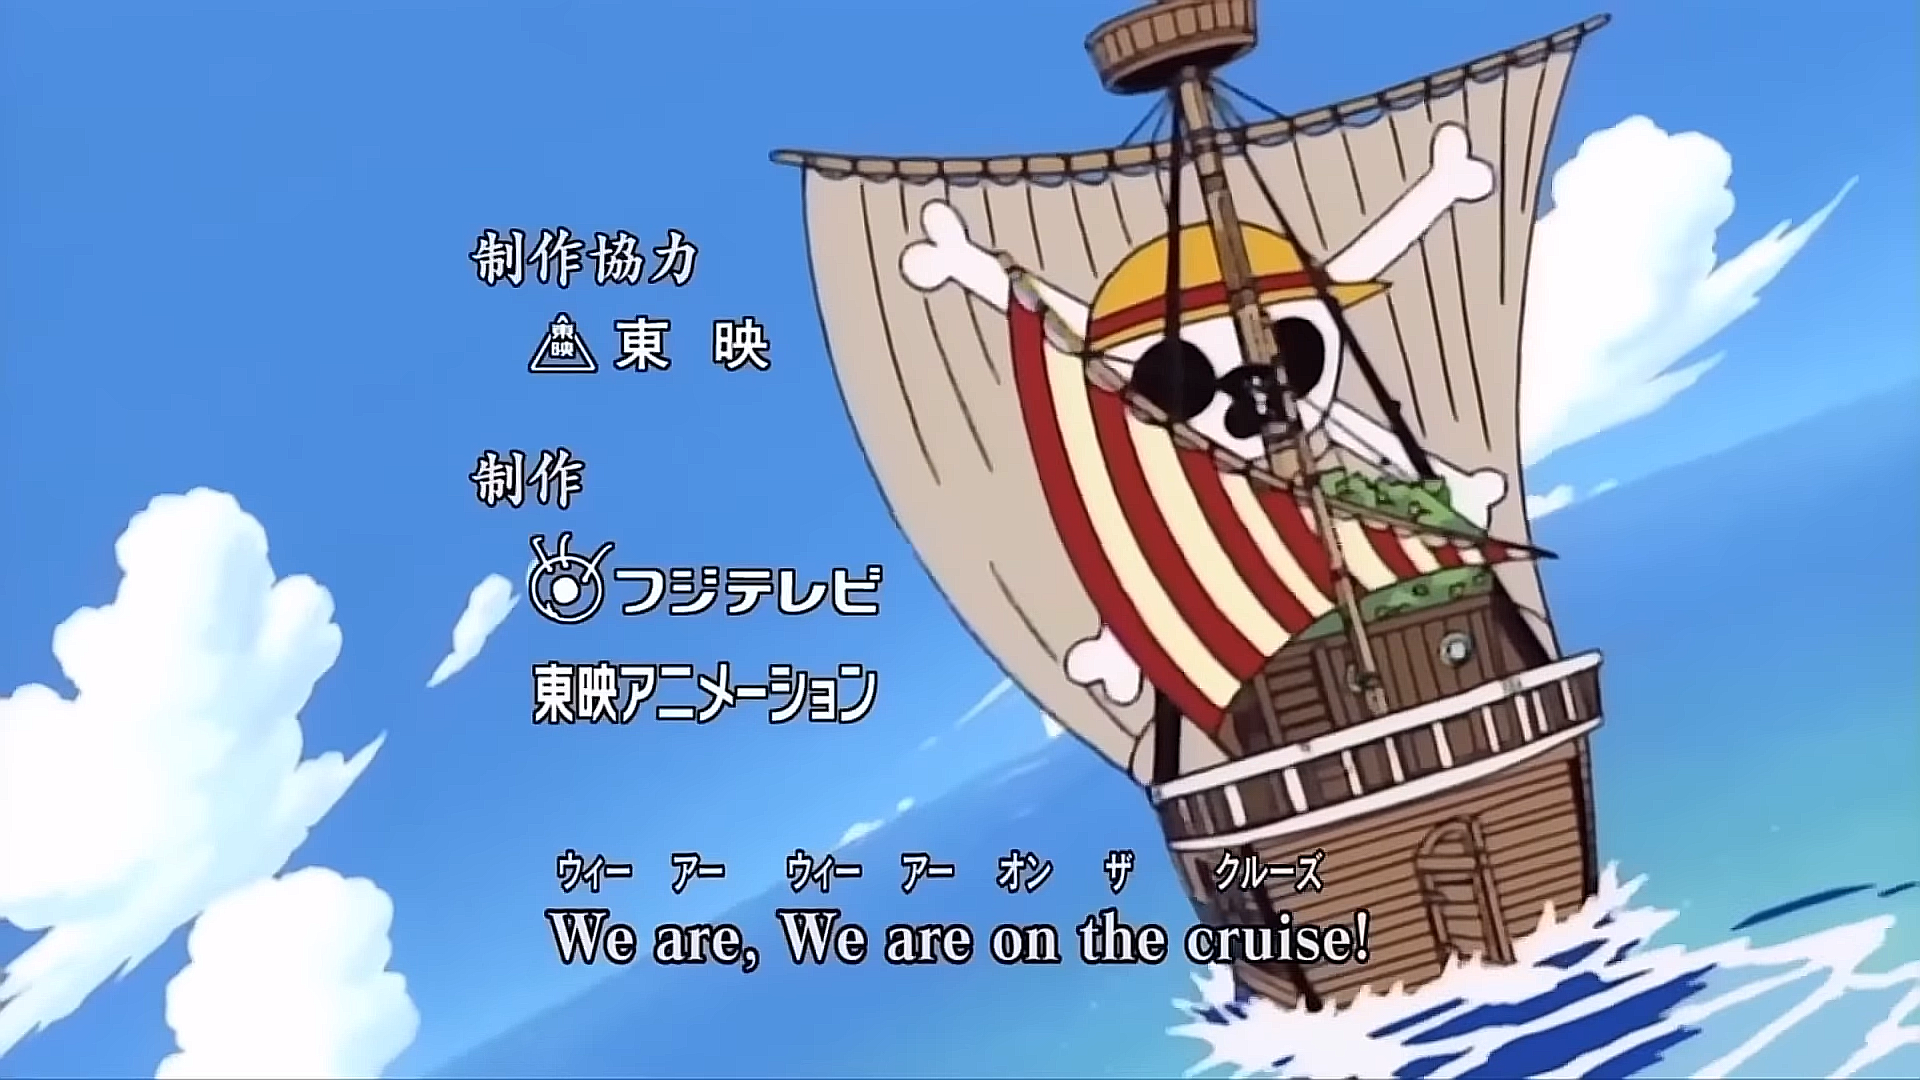 制作協力
東映 東映
制作
フジテレビ
東映アニメーション
ウィー アー ウィー アー オン ザ クルーズ
We are, We are on the cruise!